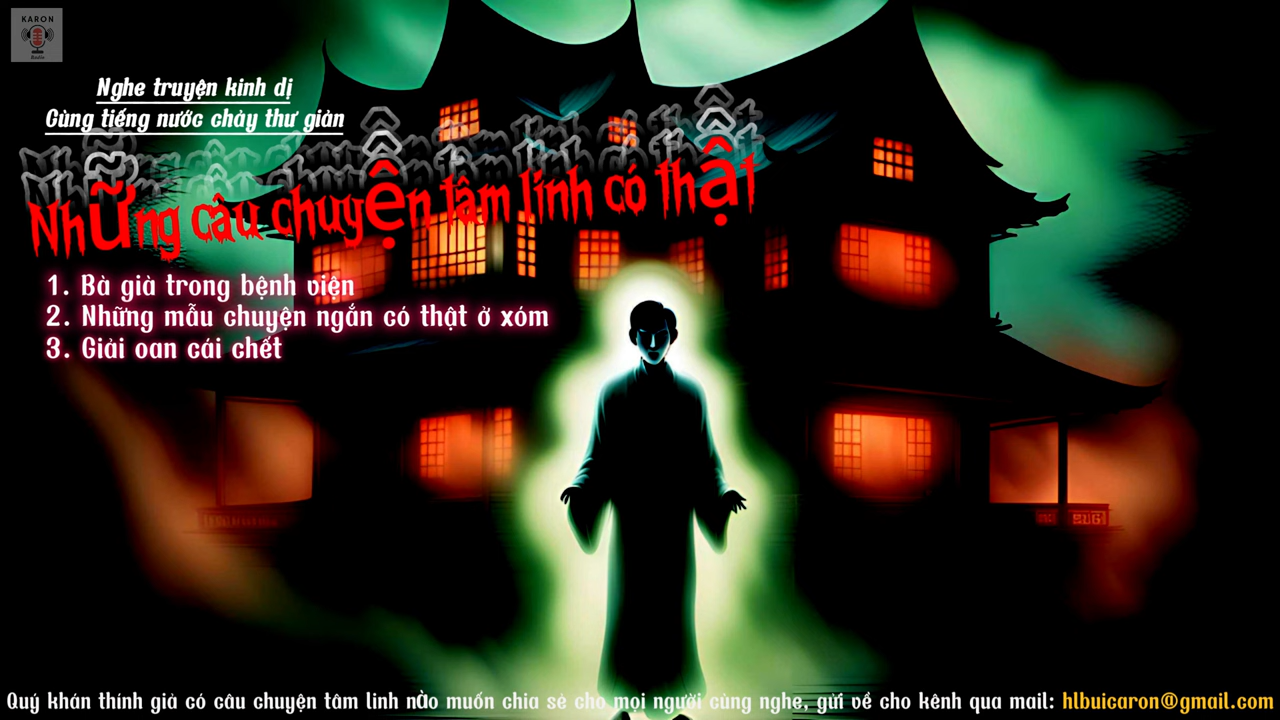 KARON
Radio
Nghe truyện kinh dị
Cùng tiếng nước chảy thư giãn
Những câu chuyện tâm linh có thật
1. Bà già trong bệnh viện
2. Những mẫu chuyện ngắn có thật ở xóm
3. Giải oan cái chết
Quý khán thính giả có câu chuyện tâm linh nào muốn chia sẻ cho mọi người cùng nghe, gửi về cho kênh qua mail: hlbuicaron@gmail.com